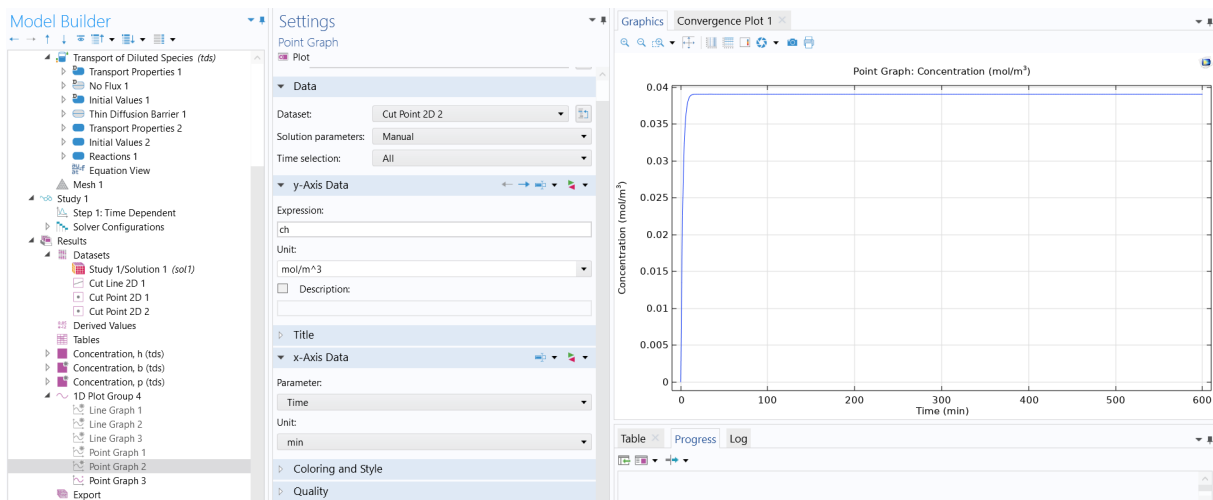 Model Builder
Transport of Diluted Species (tds)
Transport Properties 1
No Flux 1
Initial Values 1
Thin Diffusion Barrier 1
Transport Properties 2
Initial Values 2
Reactions 1
Equation View
Mesh 1
Study 1
Step 1: Time Dependent
Solver Configurations
Results
Datasets
Study 1/Solution 1 (sol1)
Cut Line 2D 1
Cut Point 2D 1
Cut Point 2D 2
Derived Values
Tables
Concentration, h (tds)
Concentration, b (tds)
Concentration, p (tds)
1D Plot Group 4
Line Graph 1
Line Graph 2
Line Graph 3
Point Graph 1
Point Graph 2
Point Graph 3
Export
Settings
Point Graph
Plot
Data
Dataset: Cut Point 2D 2
Solution parameters: Manual
Time selection: All
y-Axis Data
Expression:
ch
Unit:
mol/m^3
Description:
Title
x-Axis Data
Parameter:
Time
Unit:
min
Coloring and Style
Quality
Graphics Convergence Plot 1
Point Graph: Concentration (mol/m³)
Concentration (mol/m³)
0.04
0.035
0.03
0.025
0.02
0.015
0.01
0.005
0
0 100 200 300 400 500 600
Time (min)
Table Progress Log